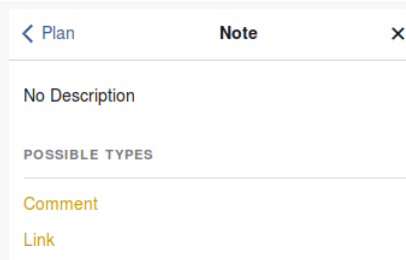 Plan Note
No Description
POSSIBLE TYPES
Comment
Link